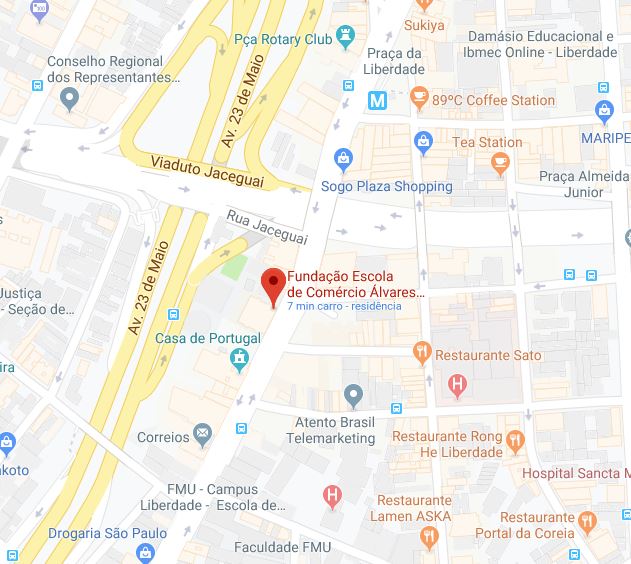 Sukiya
Pça Rotary Club
Praça da
Liberdade
Damásio Educacional e
Ibmec Online - Liberdade
Conselho Regional
dos Representantes...
Av. 23 de Maio
M
89ºC Coffee Station
MARIPE
Tea Station
Viaduto Jaceguai
Sogo Plaza Shopping
Praça Almeida
Junior
Rua Jaceguai
Av. 23 de Maio
Justiça
- Seção de...
Fundação Escola
de Comércio Álvares...
7 min carro - residência
Casa de Portugal
Restaurante Sato
H
ira
Atento Brasil
Telemarketing
Correios
Restaurante Rong
He Liberdade
akoto
Hospital Sancta M
FMU - Campus
Liberdade - Escola de...
H
Restaurante
Lamen ASKA
Restaurante
Portal da Coreia
Drogaria São Paulo
Faculdade FMU